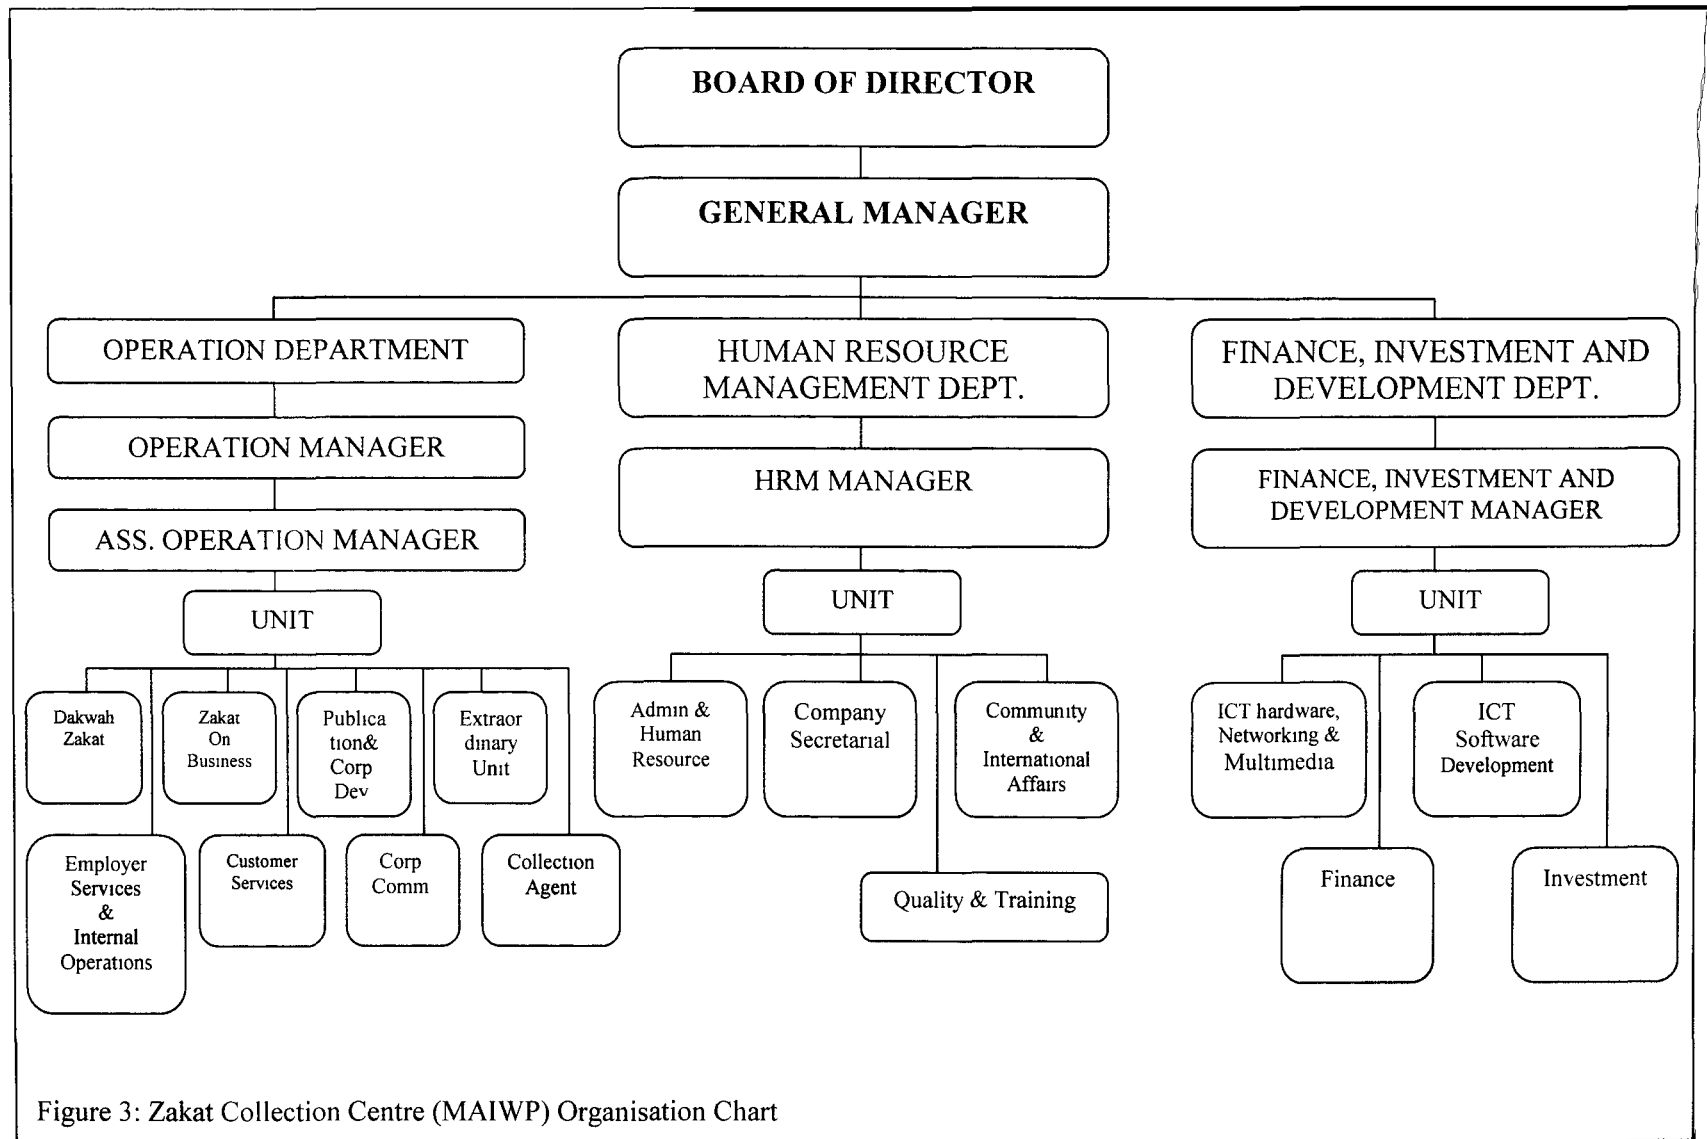 BOARD OF DIRECTOR
GENERAL MANAGER
OPERATION DEPARTMENT
HUMAN RESOURCE
MANAGEMENT DEPT.
FINANCE, INVESTMENT AND
DEVELOPMENT DEPT.
OPERATION MANAGER
HRM MANAGER
FINANCE, INVESTMENT AND
DEVELOPMENT MANAGER
ASS. OPERATION MANAGER
UNIT
UNIT
UNIT
Dakwah
Zakat
Zakat
On
Business
Publica
tion&
Corp
Dev
Extraor
dinary
Unit
Admin &
Human
Resource
Company
Secretarial
Community
&
International
Affairs
ICT hardware,
Networking &
Multimedia
ICT
Software
Development
Employer
Services
&
Internal
Operations
Customer
Services
Corp
Comm
Collection
Agent
Quality & Training
Finance
Investment
Figure 3: Zakat Collection Centre (MAIWP) Organisation Chart